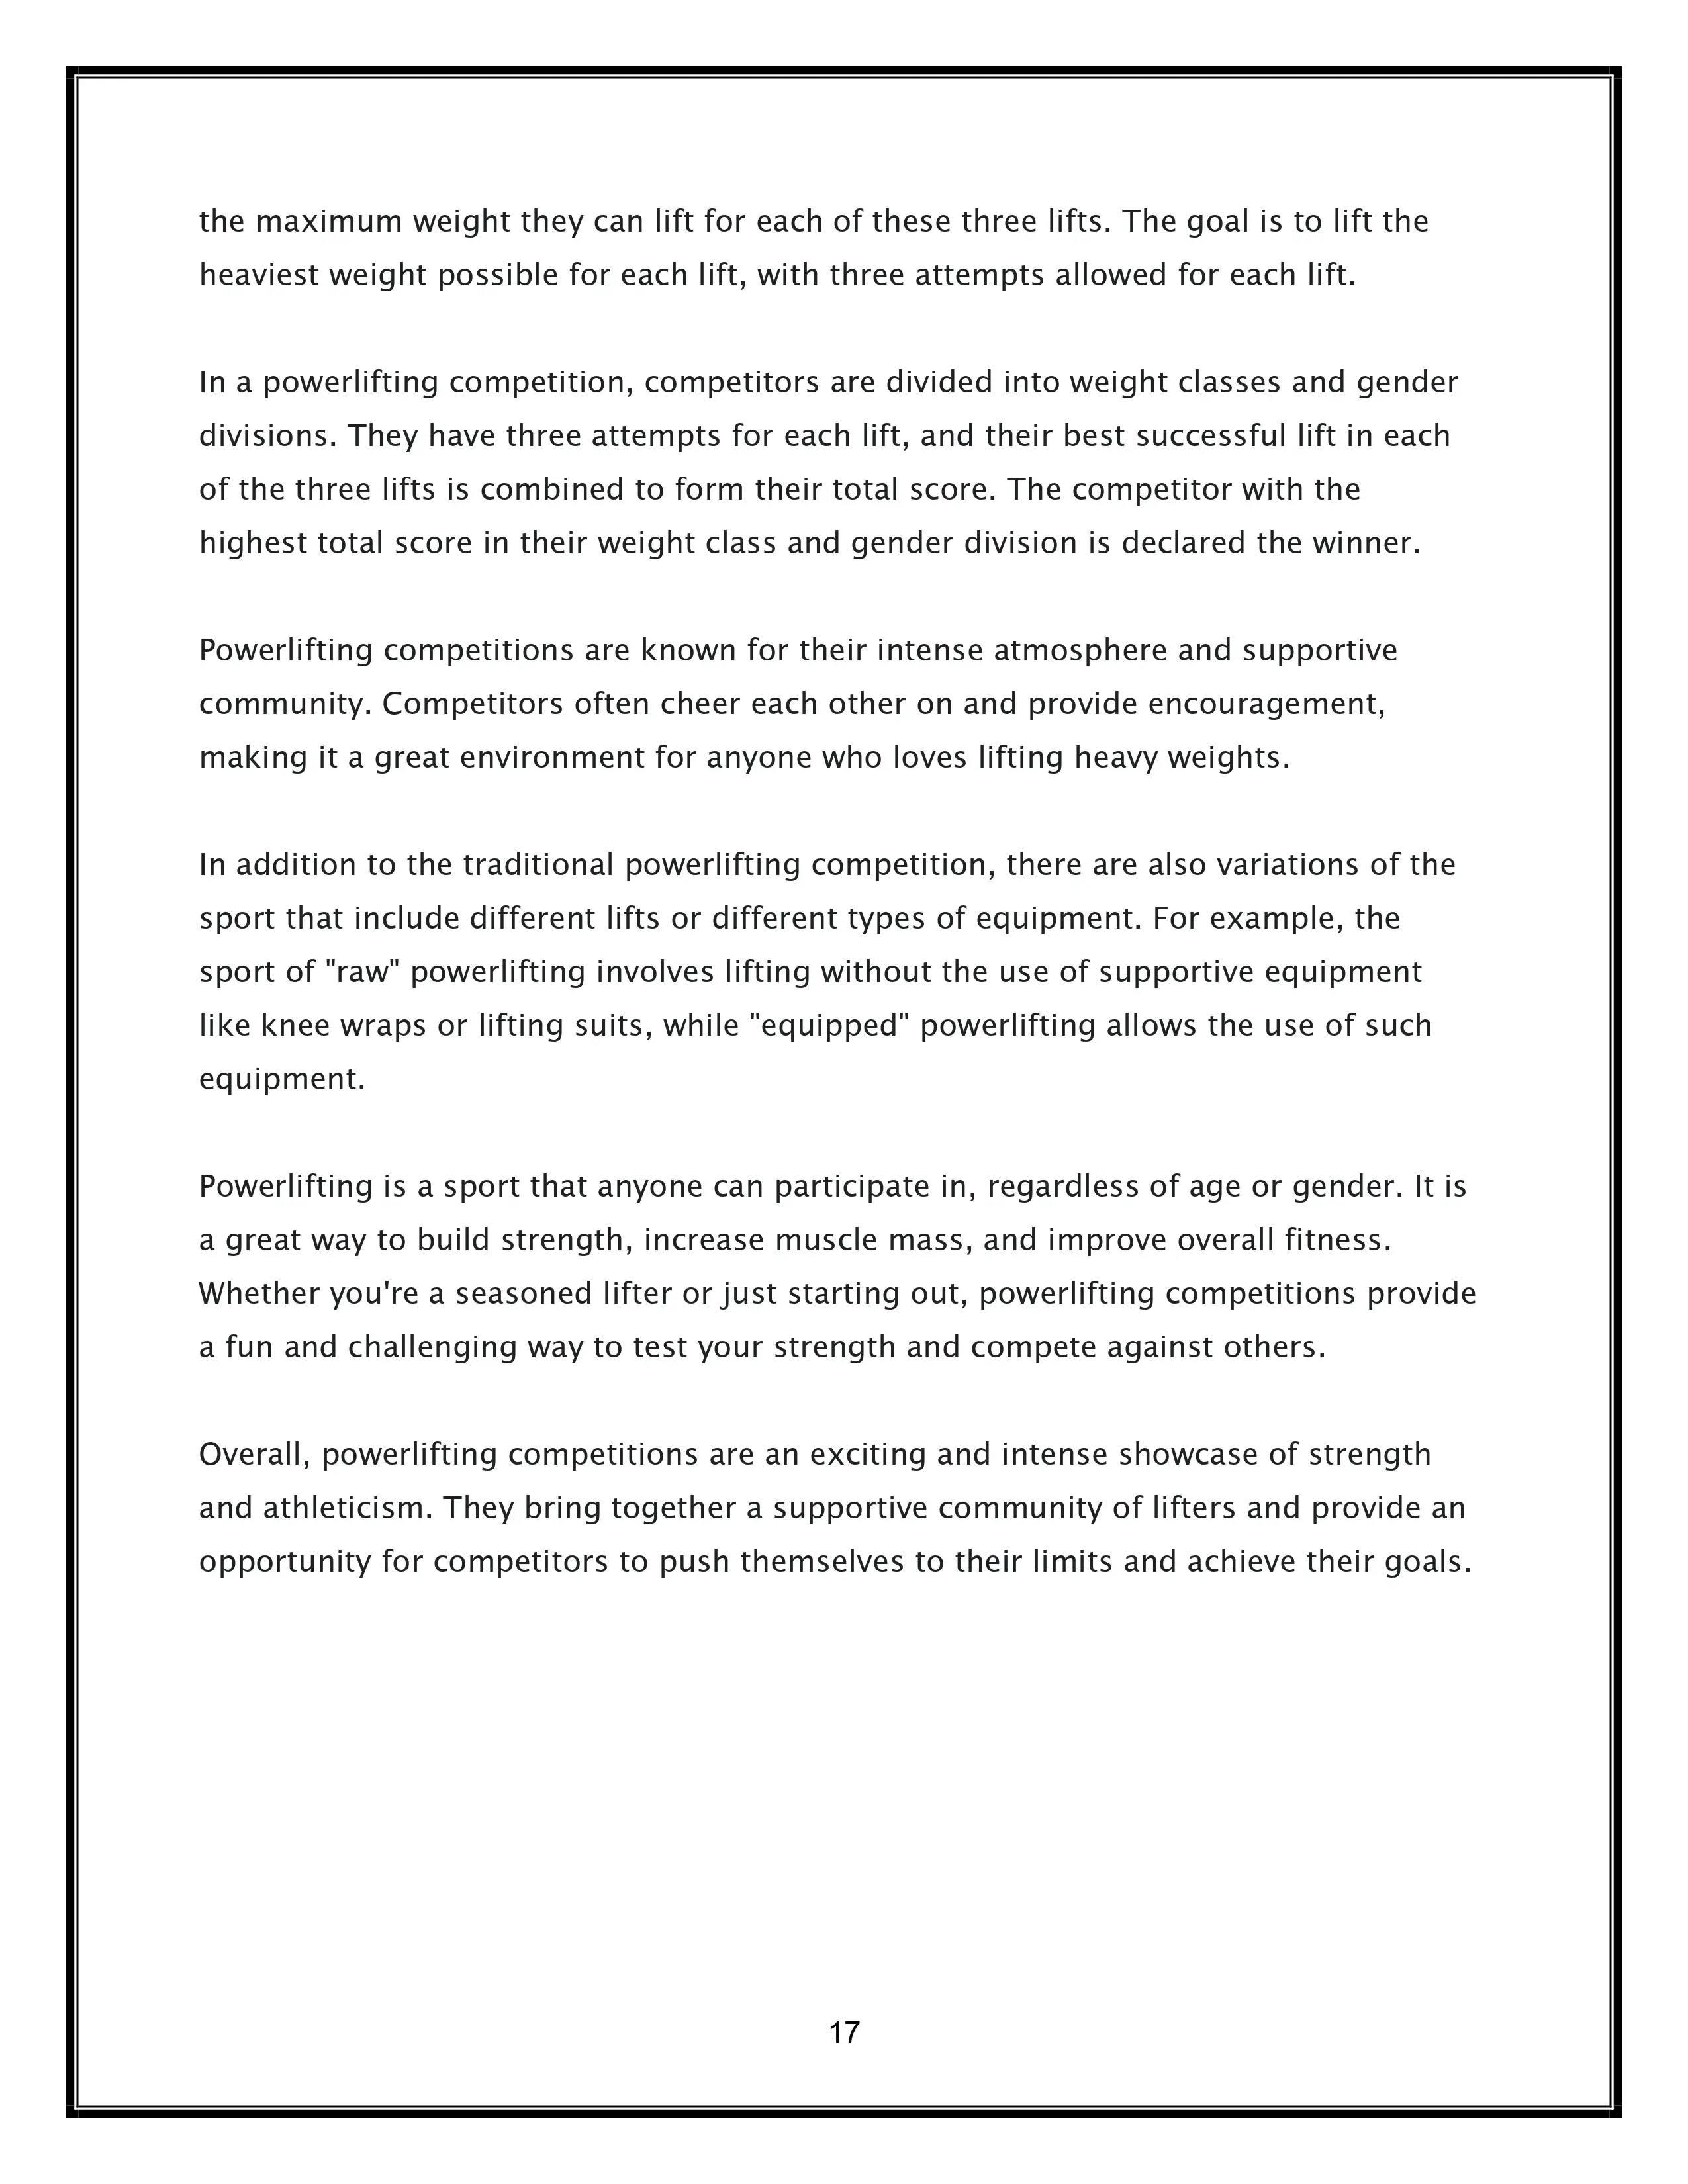 the maximum weight they can lift for each of these three lifts. The goal is to lift the
heaviest weight possible for each lift, with three attempts allowed for each lift.
In a powerlifting competition, competitors are divided into weight classes and gender
divisions. They have three attempts for each lift, and their best successful lift in each
of the three lifts is combined to form their total score. The competitor with the
highest total score in their weight class and gender division is declared the winner.
Powerlifting competitions are known for their intense atmosphere and supportive
community. Competitors often cheer each other on and provide encouragement,
making it a great environment for anyone who loves lifting heavy weights.
In addition to the traditional powerlifting competition, there are also variations of the
sport that include different lifts or different types of equipment. For example, the
sport of "raw" powerlifting involves lifting without the use of supportive equipment
like knee wraps or lifting suits, while "equipped" powerlifting allows the use of such
equipment.
Powerlifting is a sport that anyone can participate in, regardless of age or gender. It is
a great way to build strength, increase muscle mass, and improve overall fitness.
Whether you're a seasoned lifter or just starting out, powerlifting competitions provide
a fun and challenging way to test your strength and compete against others.
Overall, powerlifting competitions are an exciting and intense showcase of strength
and athleticism. They bring together a supportive community of lifters and provide an
opportunity for competitors to push themselves to their limits and achieve their goals.
17